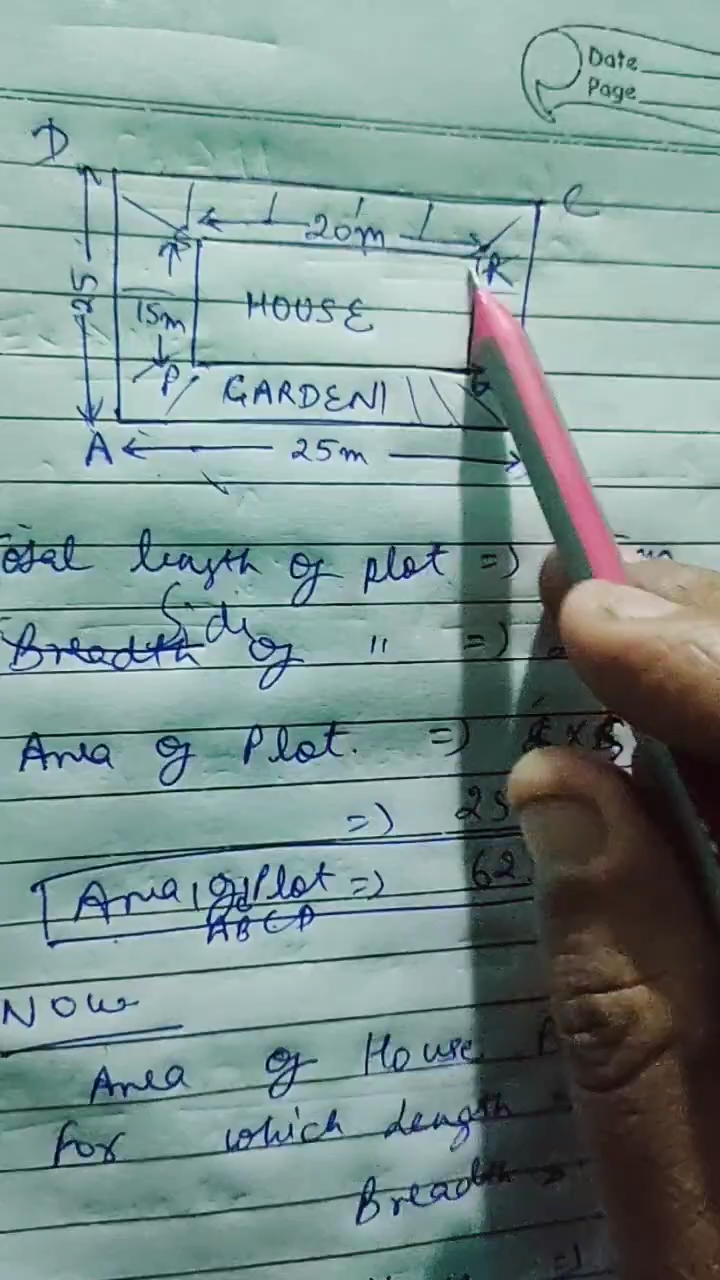 Date
Page
D
C
20m
R
25
15m
HOUSE
P
GARDEN
A
25m
Total length of plot =>
Side
Breadth of " =>
Area of Plot. =>
=> 25
Area of Plot => 62
ABCD
NOW
Area of House
for which Length
Breadth